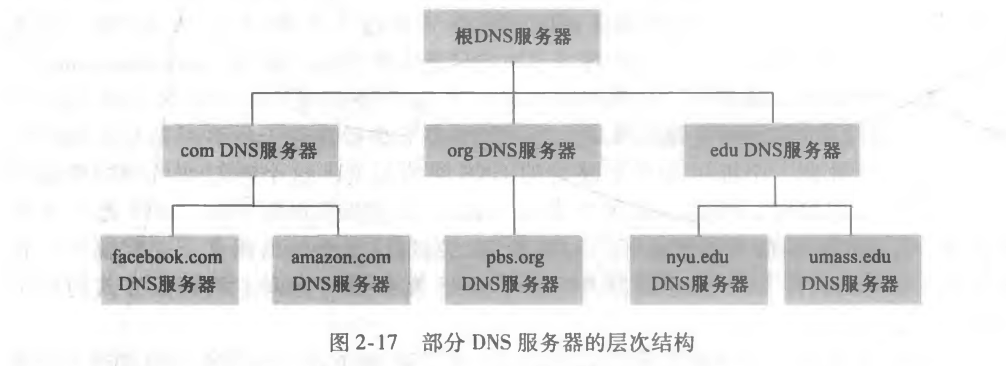 根DNS服务器
com DNS服务器
org DNS服务器
edu DNS服务器
facebook.com
DNS服务器
amazon.com
DNS服务器
pbs.org
DNS服务器
nyu.edu
DNS服务器
umass.edu
DNS服务器
图 2-17 部分 DNS 服务器的层次结构